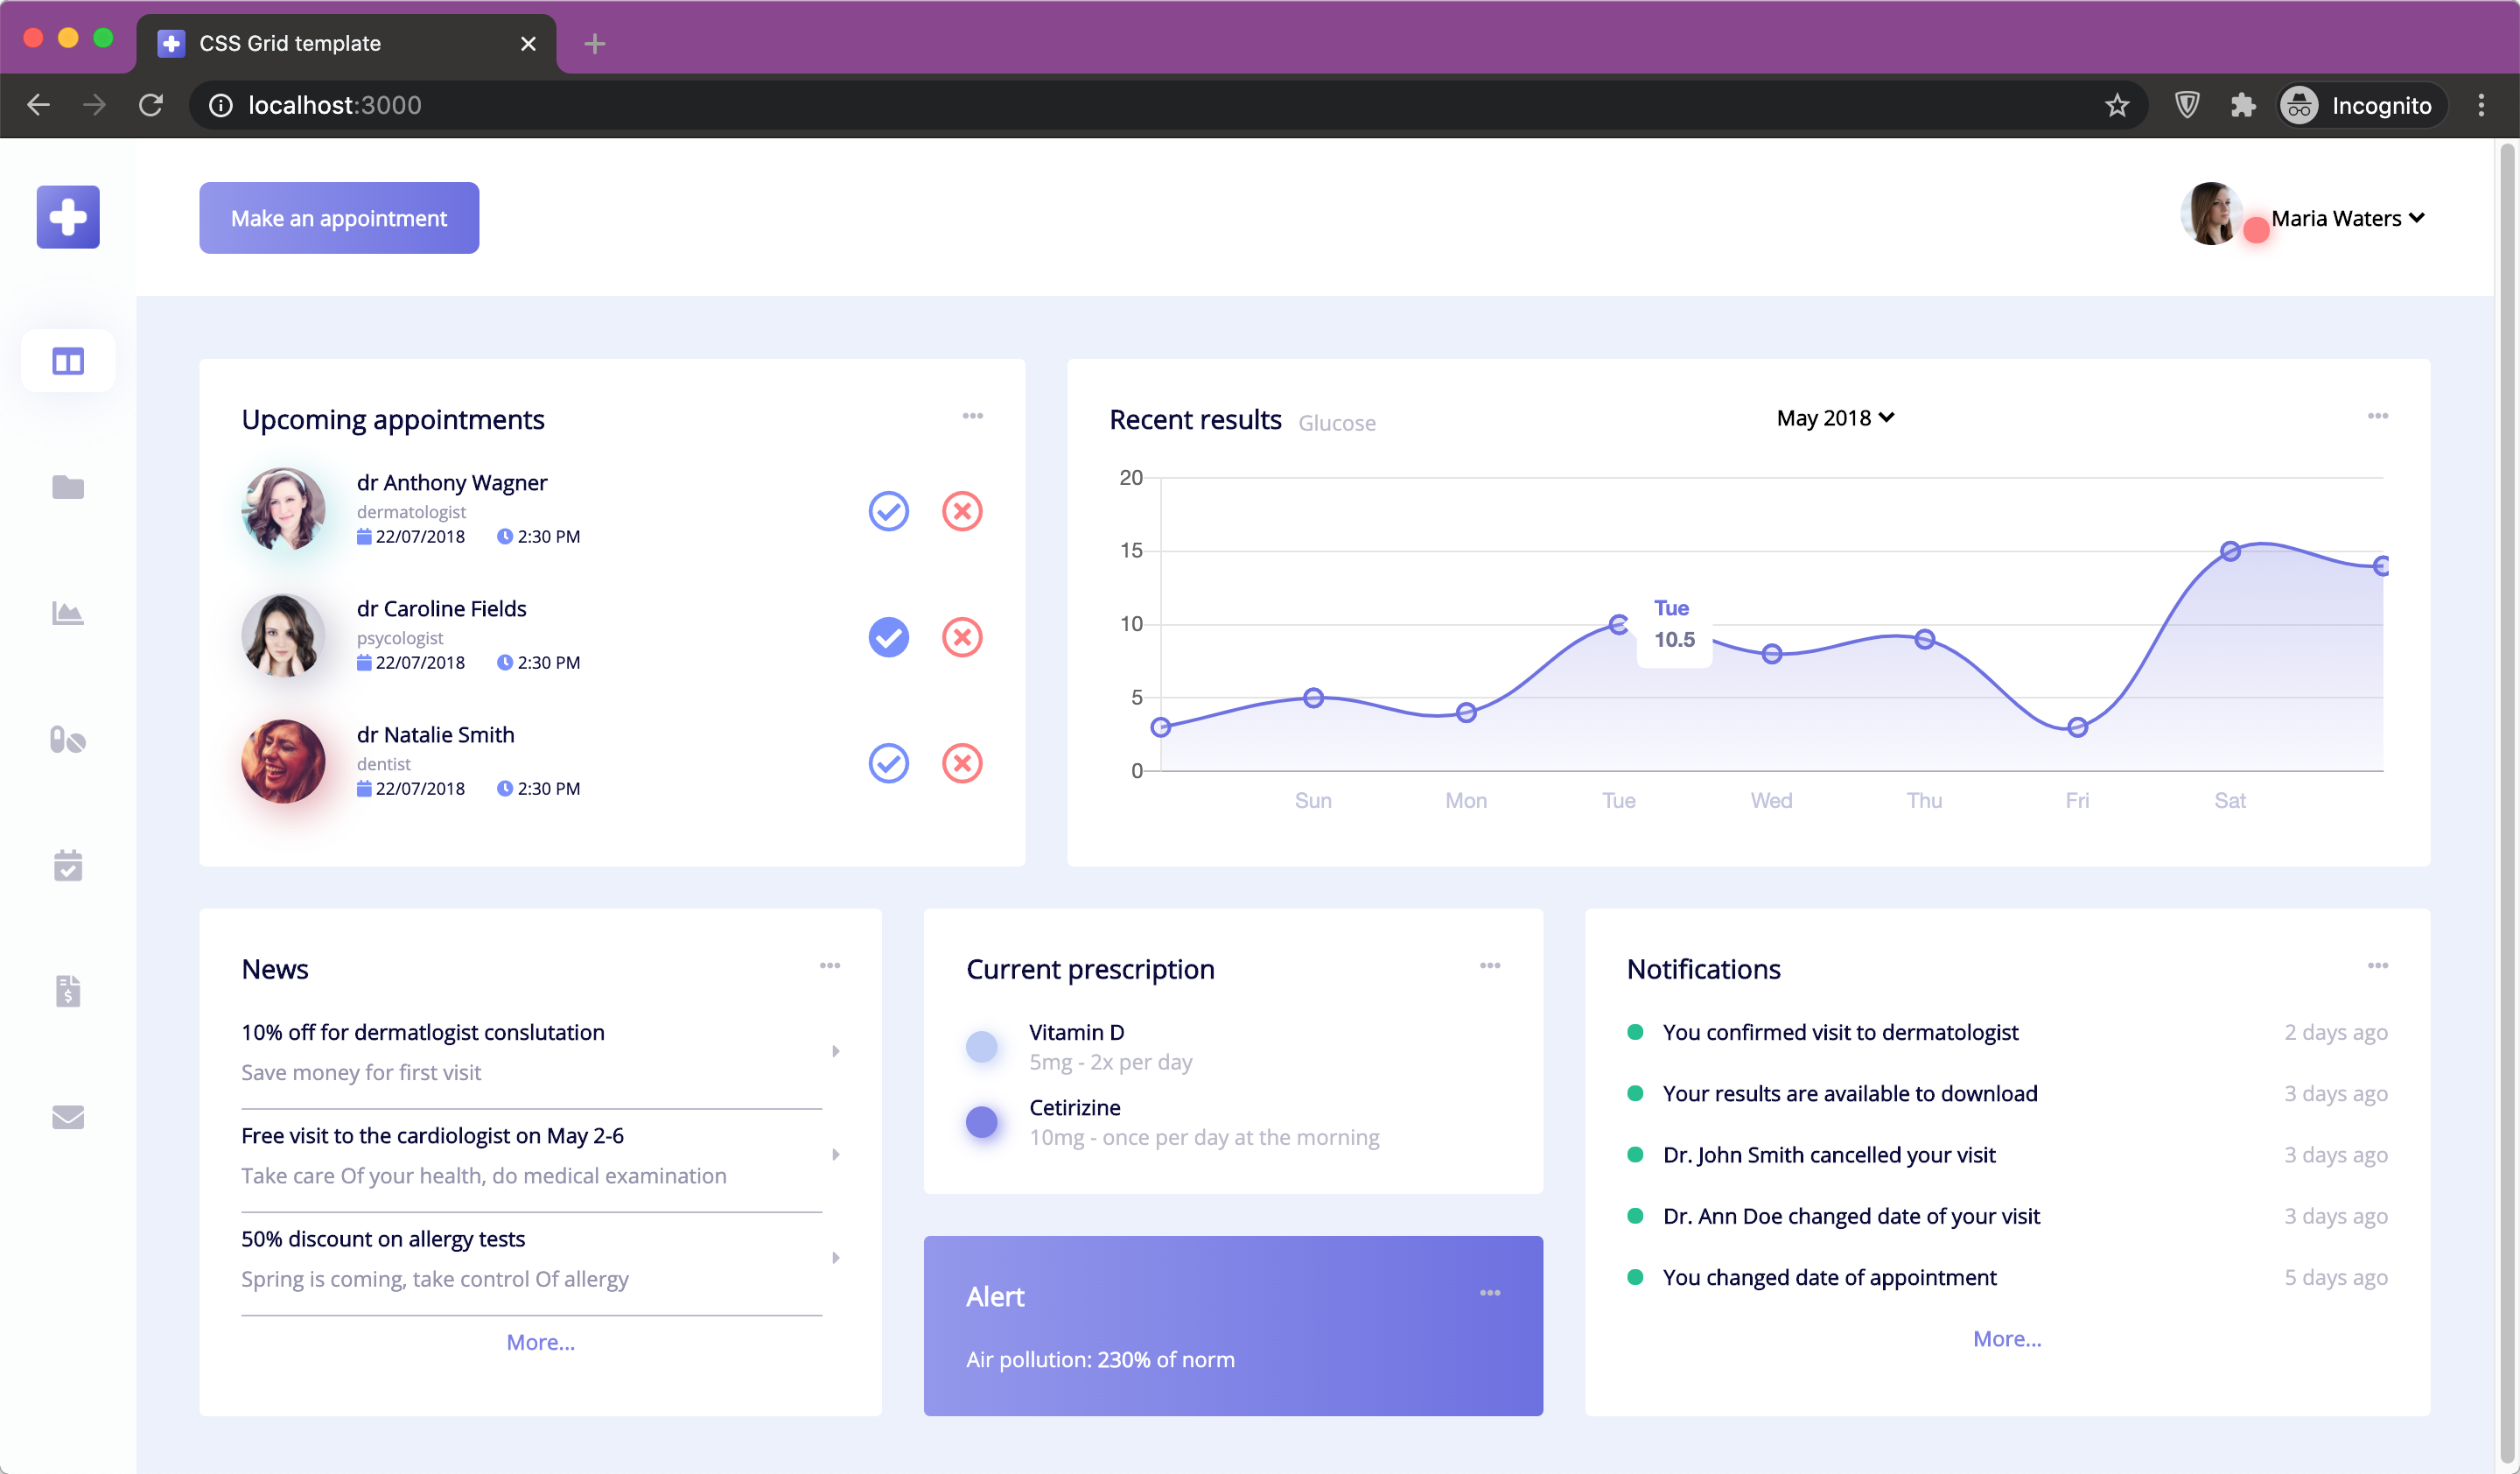 CSS Grid template
localhost:3000
Incognito
Make an appointment
Maria Waters
Upcoming appointments
dr Anthony Wagner
dermatologist
22/07/2018 2:30 PM
dr Caroline Fields
psycologist
22/07/2018 2:30 PM
dr Natalie Smith
dentist
22/07/2018 2:30 PM
Recent results Glucose
May 2018
20
15
10
5
0
Tue
10.5
Sun Mon Tue Wed Thu Fri Sat
News
10% off for dermatlogist conslutation
Save money for first visit
Free visit to the cardiologist on May 2-6
Take care Of your health, do medical examination
50% discount on allergy tests
Spring is coming, take control Of allergy
More...
Current prescription
Vitamin D
5mg - 2x per day
Cetirizine
10mg - once per day at the morning
Alert
Air pollution: 230% of norm
Notifications
You confirmed visit to dermatologist 2 days ago
Your results are available to download 3 days ago
Dr. John Smith cancelled your visit 3 days ago
Dr. Ann Doe changed date of your visit 3 days ago
You changed date of appointment 5 days ago
More...